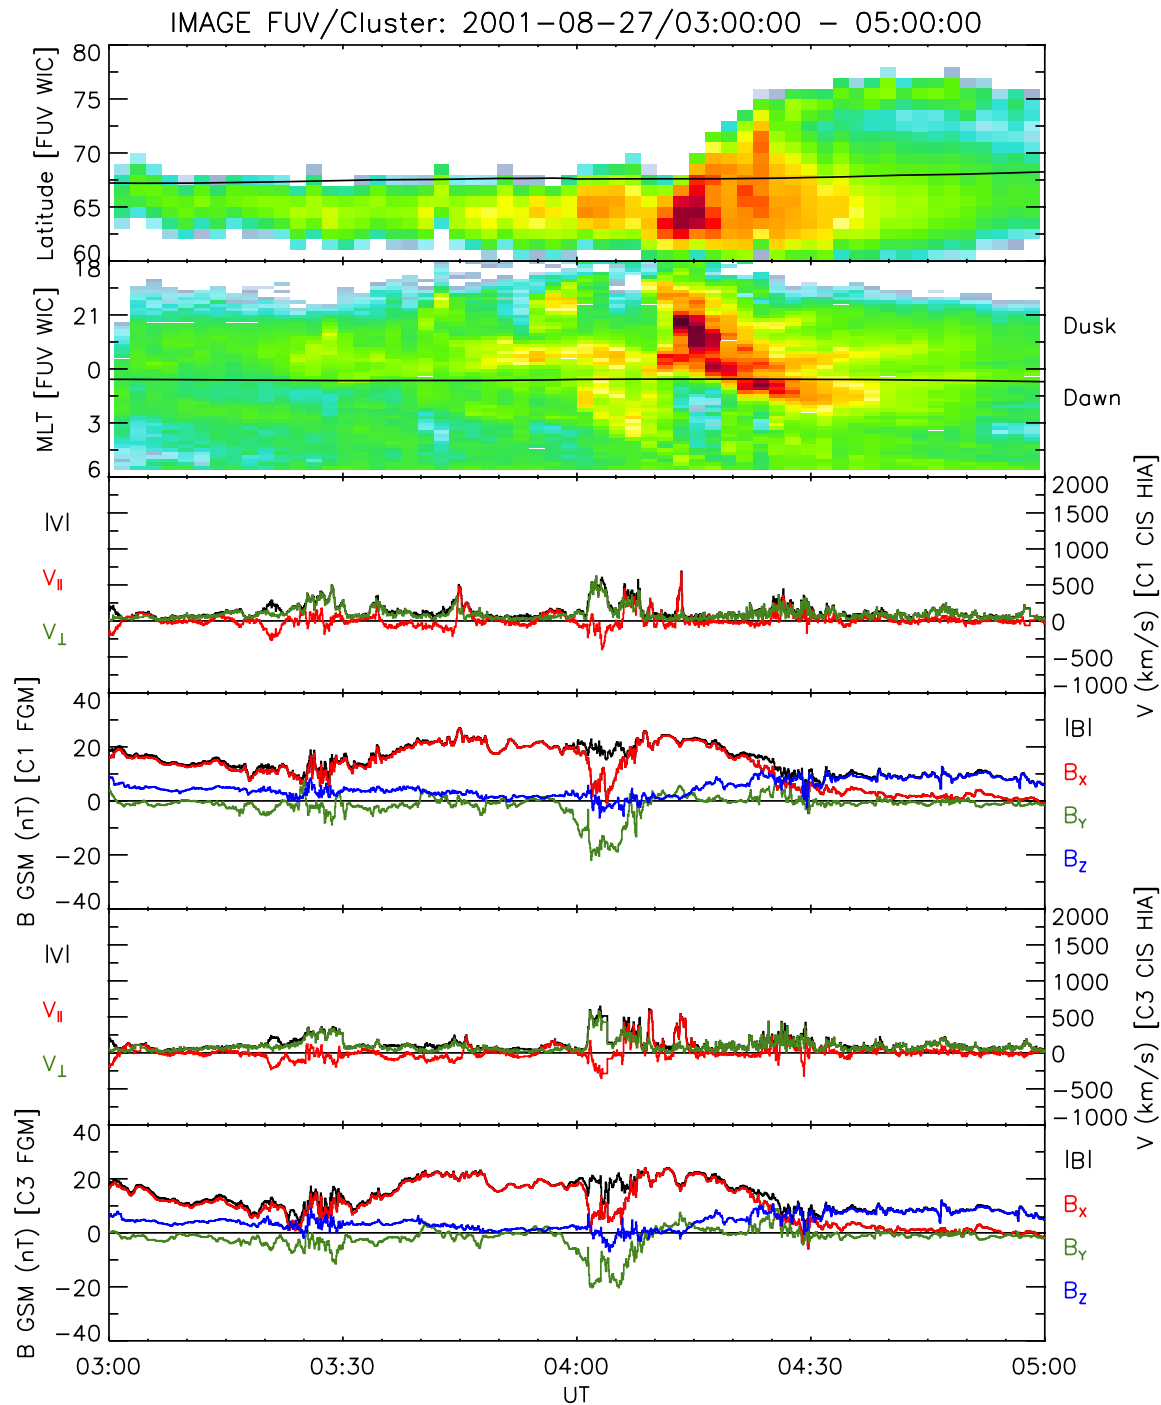 IMAGE FUV/Cluster: 2001-08-27/03:00:00 - 05:00:00
Latitude [FUV WIC]
80
75
70
65
60
MLT [FUV WIC]
18
21
0
3
6
Dusk
Dawn
|V|
V∥
V⊥
2000
1500
1000
500
0
-500
-1000
V (km/s) [C1 CIS HIA]
B GSM (nT) [C1 FGM]
40
20
0
-20
-40
|B|
BX
BY
BZ
|V|
V∥
V⊥
2000
1500
1000
500
0
-500
-1000
V (km/s) [C3 CIS HIA]
B GSM (nT) [C3 FGM]
40
20
0
-20
-40
|B|
BX
BY
BZ
03:00 03:30 04:00 04:30 05:00
UT